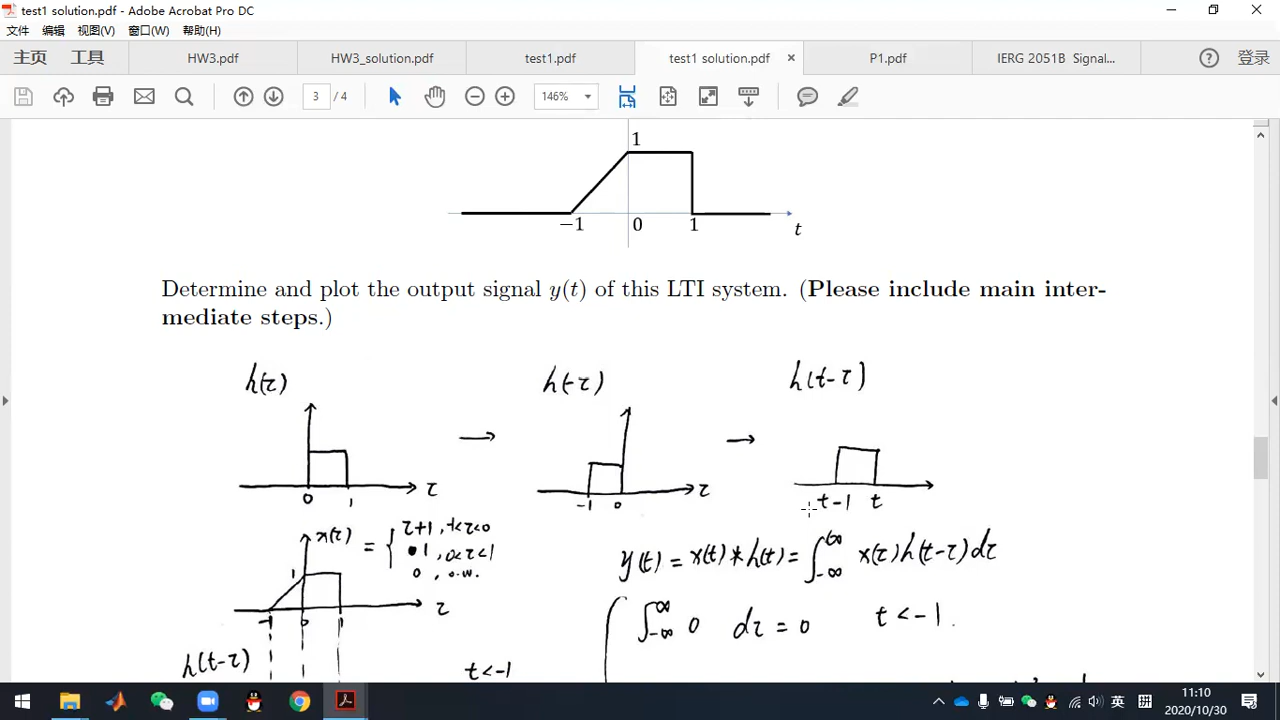 test1 solution.pdf - Adobe Acrobat Pro DC
文件 编辑 视图(V) 窗口(W) 帮助(H)
主页 工具 HW3.pdf HW3_solution.pdf test1.pdf test1 solution.pdf × P1.pdf IERG 2051B Signal... 登录
3 / 4 146%
1
−1 0 1 t
Determine and plot the output signal y(t) of this LTI system. (Please include main inter-
mediate steps.)
h(τ) h(-τ) h(t-τ)
→ →
0 1 τ -1 0 τ t-1 t
x(τ) = { τ+1, -1<τ<0
1, 0<τ<1
0, o.w.
1
-1 0 1 τ
y(t) = x(t) * h(t) = ∫_{-∞}^{+∞} x(τ)h(t-τ)dτ
∫_{-∞}^{∞} 0 dτ = 0 t < -1.
h(t-τ) t < -1
英 拼 11:10
2020/10/30